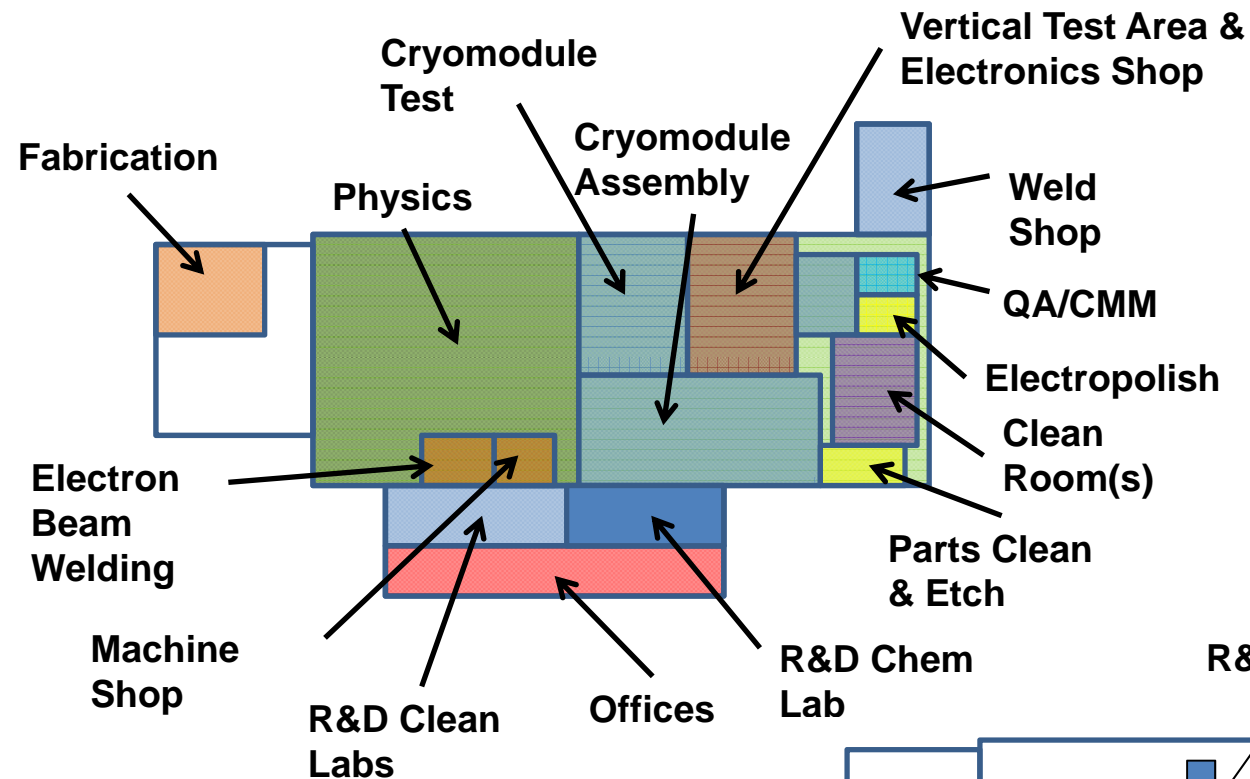 Vertical Test Area &
Electronics Shop
Cryomodule
Test
Cryomodule
Assembly
Fabrication
Physics
Weld
Shop
QA/CMM
Electropolish
Clean
Room(s)
Electron
Beam
Welding
Parts Clean
& Etch
Machine
Shop
R&D Clean
Labs
Offices
R&D Chem
Lab
R&